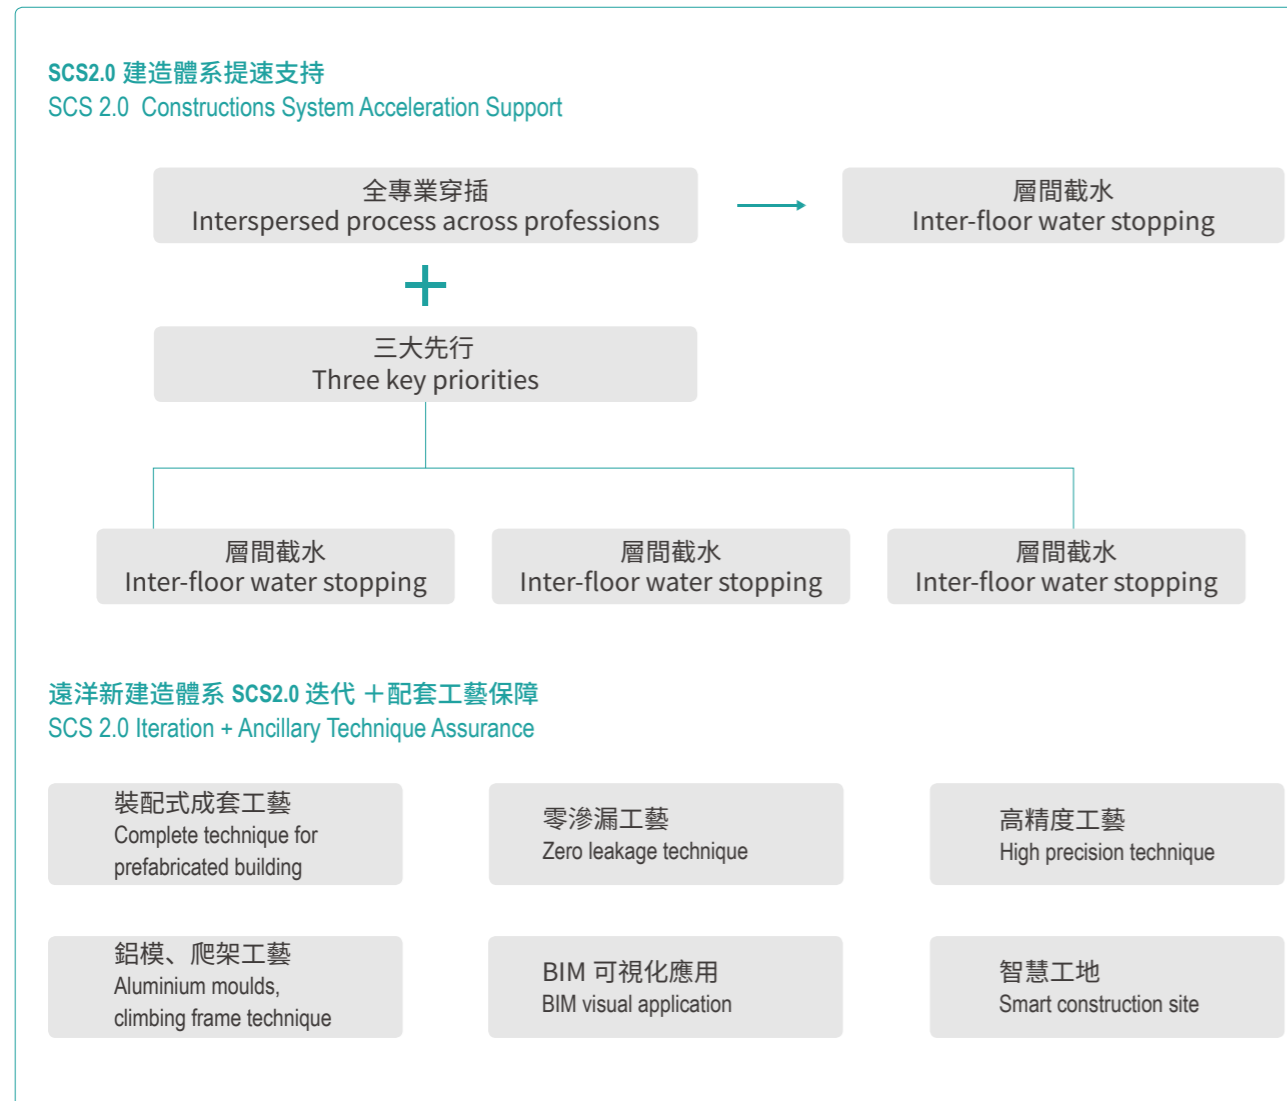 SCS2.0 建造體系提速支持
SCS 2.0 Constructions System Acceleration Support
全專業穿插
Interspersed process across professions
層間截水
Inter-floor water stopping
三大先行
Three key priorities
層間截水
Inter-floor water stopping
層間截水
Inter-floor water stopping
層間截水
Inter-floor water stopping
遠洋新建造體系 SCS2.0 迭代 ＋配套工藝保障
SCS 2.0 Iteration + Ancillary Technique Assurance
裝配式成套工藝
Complete technique for
prefabricated building
零滲漏工藝
Zero leakage technique
高精度工藝
High precision technique
鋁模、爬架工藝
Aluminium moulds,
climbing frame technique
BIM 可視化應用
BIM visual application
智慧工地
Smart construction site